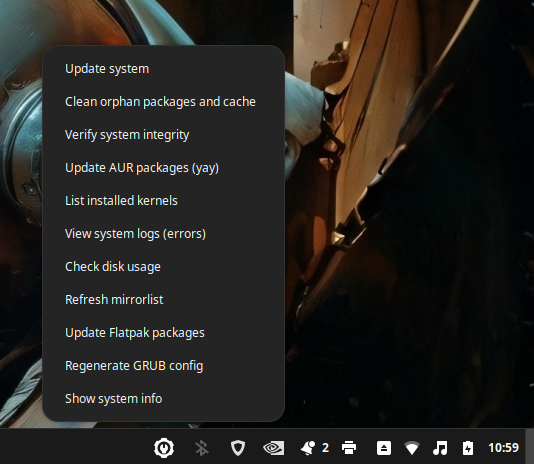 Update system
Clean orphan packages and cache
Verify system integrity
Update AUR packages (yay)
List installed kernels
View system logs (errors)
Check disk usage
Refresh mirrorlist
Update Flatpak packages
Regenerate GRUB config
Show system info
2
10:59